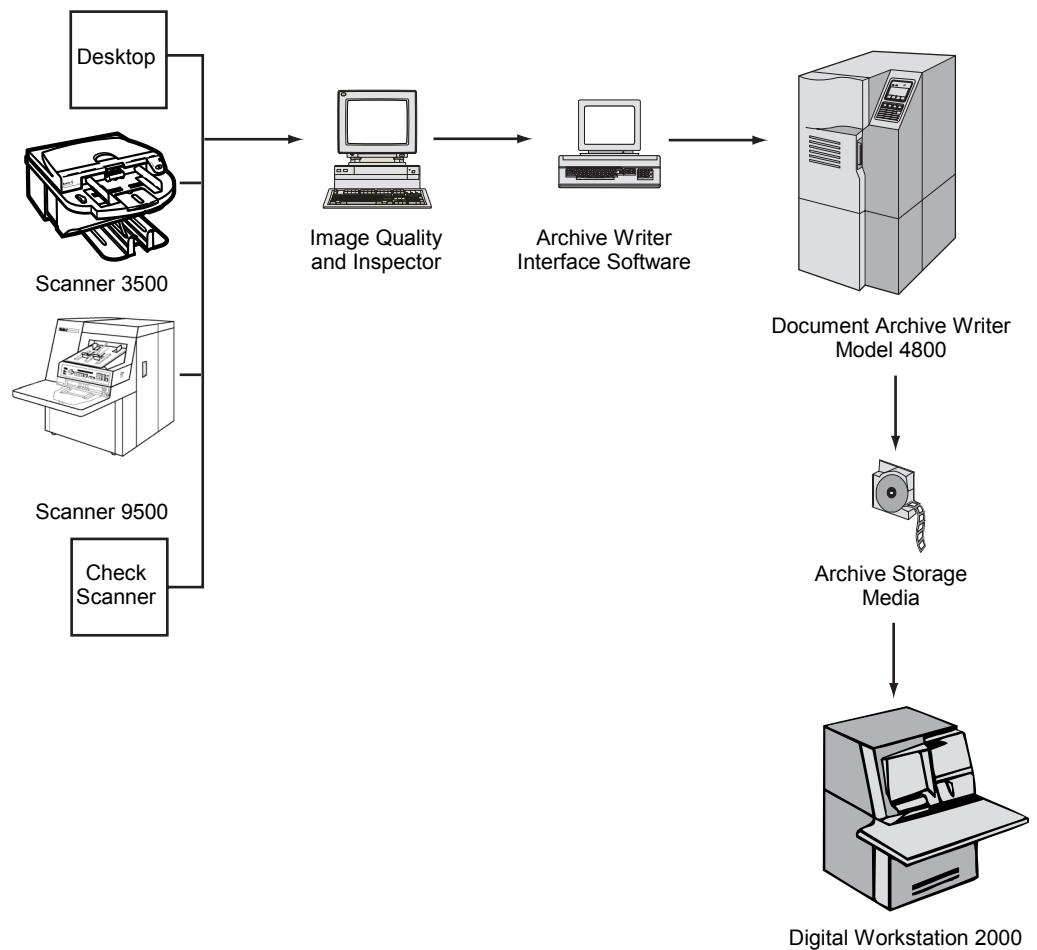 Desktop
Scanner 3500
Scanner 9500
Check
Scanner
Image Quality
and Inspector
Archive Writer
Interface Software
Document Archive Writer
Model 4800
Archive Storage
Media
Digital Workstation 2000